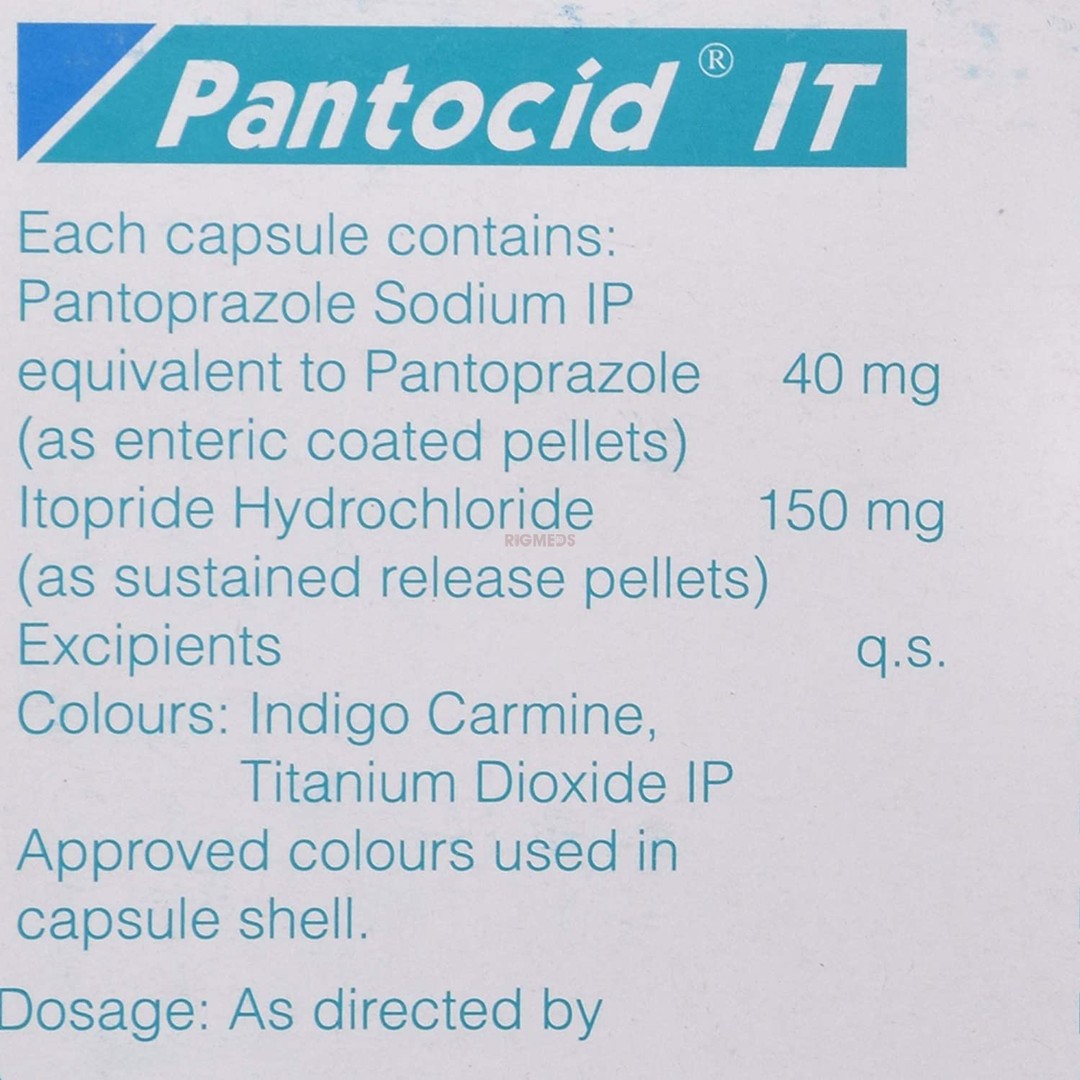 Pantocid® IT
Each capsule contains:
Pantoprazole Sodium IP
equivalent to Pantoprazole 40 mg
(as enteric coated pellets)
Itopride Hydrochloride 150 mg
RIGMEDS
(as sustained release pellets)
Excipients q.s.
Colours: Indigo Carmine,
Titanium Dioxide IP
Approved colours used in
capsule shell.
Dosage: As directed by